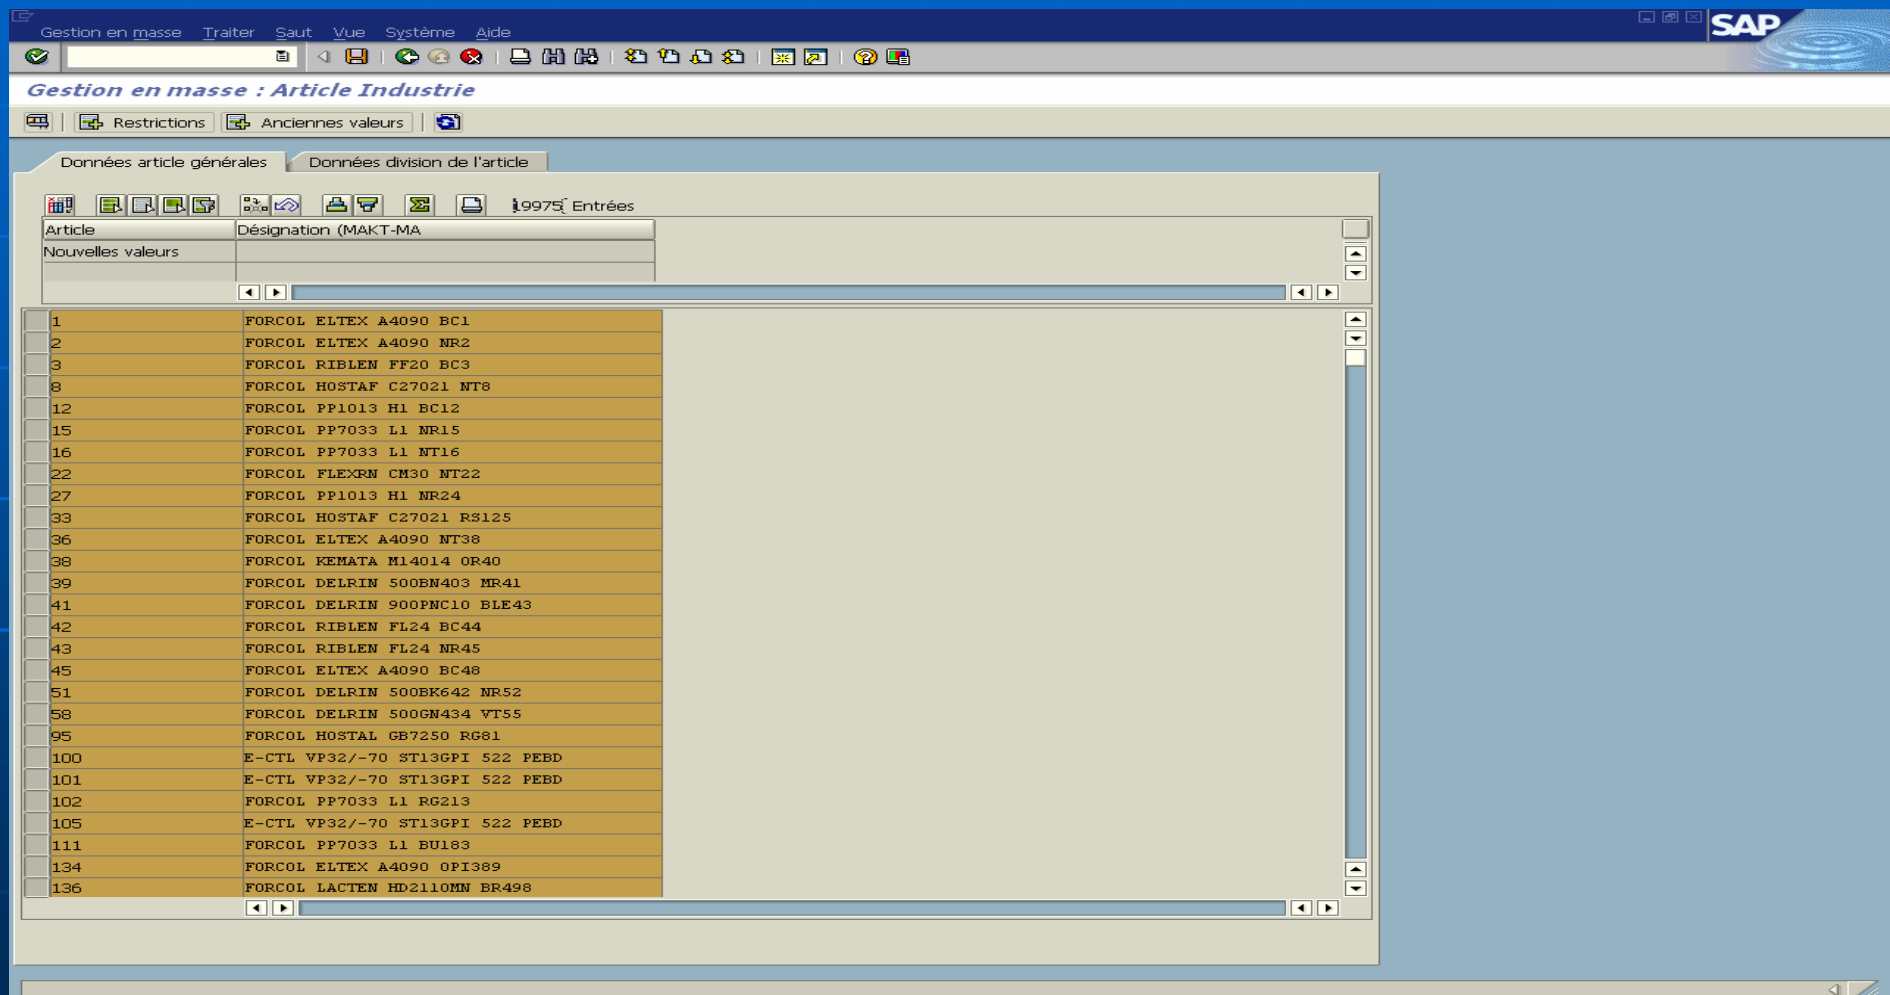 Gestion en masse Traiter Saut Vue Système Aide
SAP
Gestion en masse : Article Industrie
Restrictions Anciennes valeurs
Données article générales Données division de l'article
19975 Entrées
Article Désignation (MAKT-MA
Nouvelles valeurs
1 FORCOL ELTEX A4090 BC1
2 FORCOL ELTEX A4090 NR2
3 FORCOL RIBLEN FF20 BC3
8 FORCOL HOSTAF C27021 NT8
12 FORCOL PP1013 H1 BC12
15 FORCOL PP7033 L1 NR15
16 FORCOL PP7033 L1 NT16
22 FORCOL FLEXRN CM30 NT22
27 FORCOL PP1013 H1 NR24
33 FORCOL HOSTAF C27021 RS125
36 FORCOL ELTEX A4090 NT38
38 FORCOL KEMATA M14014 OR40
39 FORCOL DELRIN 500BN403 MR41
41 FORCOL DELRIN 900PNC10 BLE43
42 FORCOL RIBLEN FL24 BC44
43 FORCOL RIBLEN FL24 NR45
45 FORCOL ELTEX A4090 BC48
51 FORCOL DELRIN 500BK642 NR52
58 FORCOL DELRIN 500GN434 VT55
95 FORCOL HOSTAL GB7250 RG81
100 E-CTL VP32/-70 ST13GPI 522 PEBD
101 E-CTL VP32/-70 ST13GPI 522 PEBD
102 FORCOL PP7033 L1 RG213
105 E-CTL VP32/-70 ST13GPI 522 PEBD
111 FORCOL PP7033 L1 BU183
134 FORCOL ELTEX A4090 OPI389
136 FORCOL LACTEN HD2110MN BR498